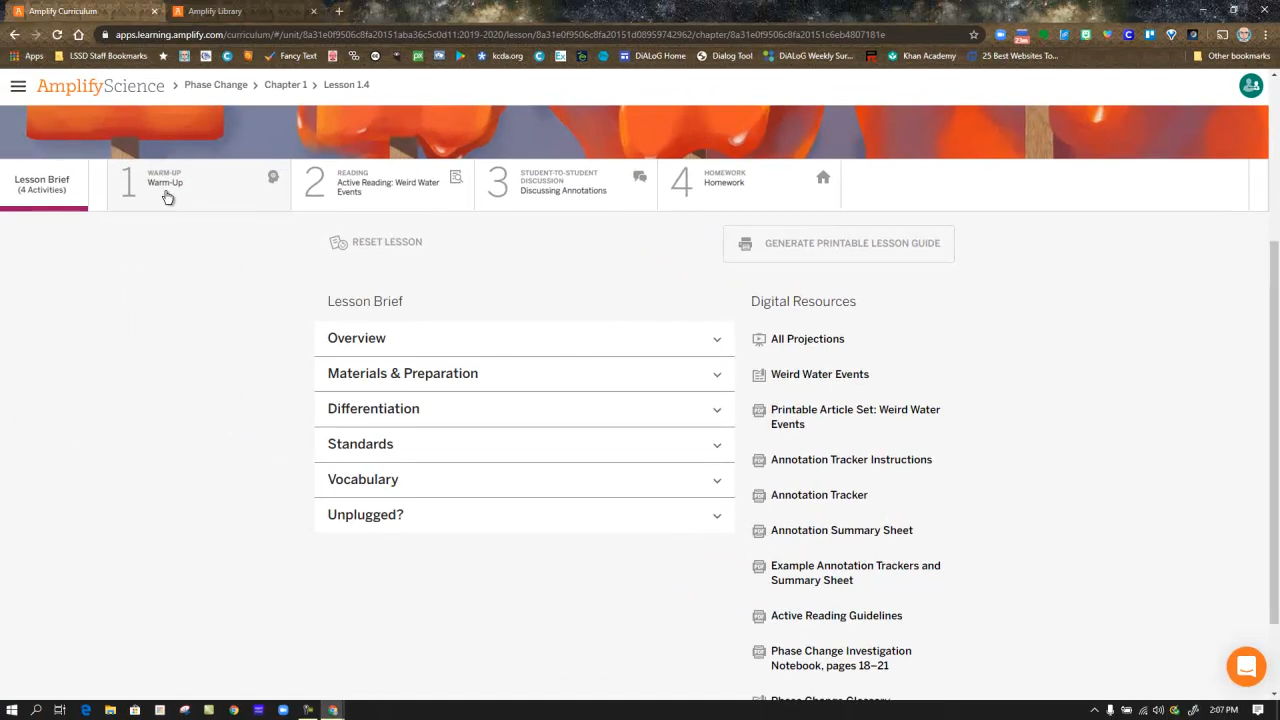 Amplify Curriculum
Amplify Library
apps.learning.amplify.com/curriculum/#/unit/8a31e0f9506c8fa20151aba36c5c0d11:2019-2020/lesson/8a31e0f9506c8fa20151d08959742962/chapter/8a31e0f9506c8fa20151c6eb4807181e
Apps
LSSD Staff Bookmarks
Fancy Text
kcda.org
DiALoG Home
Dialog Tool
DiALoG Weekly Sur...
Khan Academy
25 Best Websites To...
Other bookmarks
AmplifyScience > Phase Change > Chapter 1 > Lesson 1.4
Lesson Brief
(4 Activities)
1 WARM-UP
Warm-Up
2 READING
Active Reading: Weird Water
Events
3 STUDENT-TO-STUDENT
DISCUSSION
Discussing Annotations
4 HOMEWORK
Homework
RESET LESSON
GENERATE PRINTABLE LESSON GUIDE
Lesson Brief
Overview
Materials & Preparation
Differentiation
Standards
Vocabulary
Unplugged?
Digital Resources
All Projections
Weird Water Events
Printable Article Set: Weird Water
Events
Annotation Tracker Instructions
Annotation Tracker
Annotation Summary Sheet
Example Annotation Trackers and
Summary Sheet
Active Reading Guidelines
Phase Change Investigation
Notebook, pages 18–21
Phase Change Glossary
2:07 PM